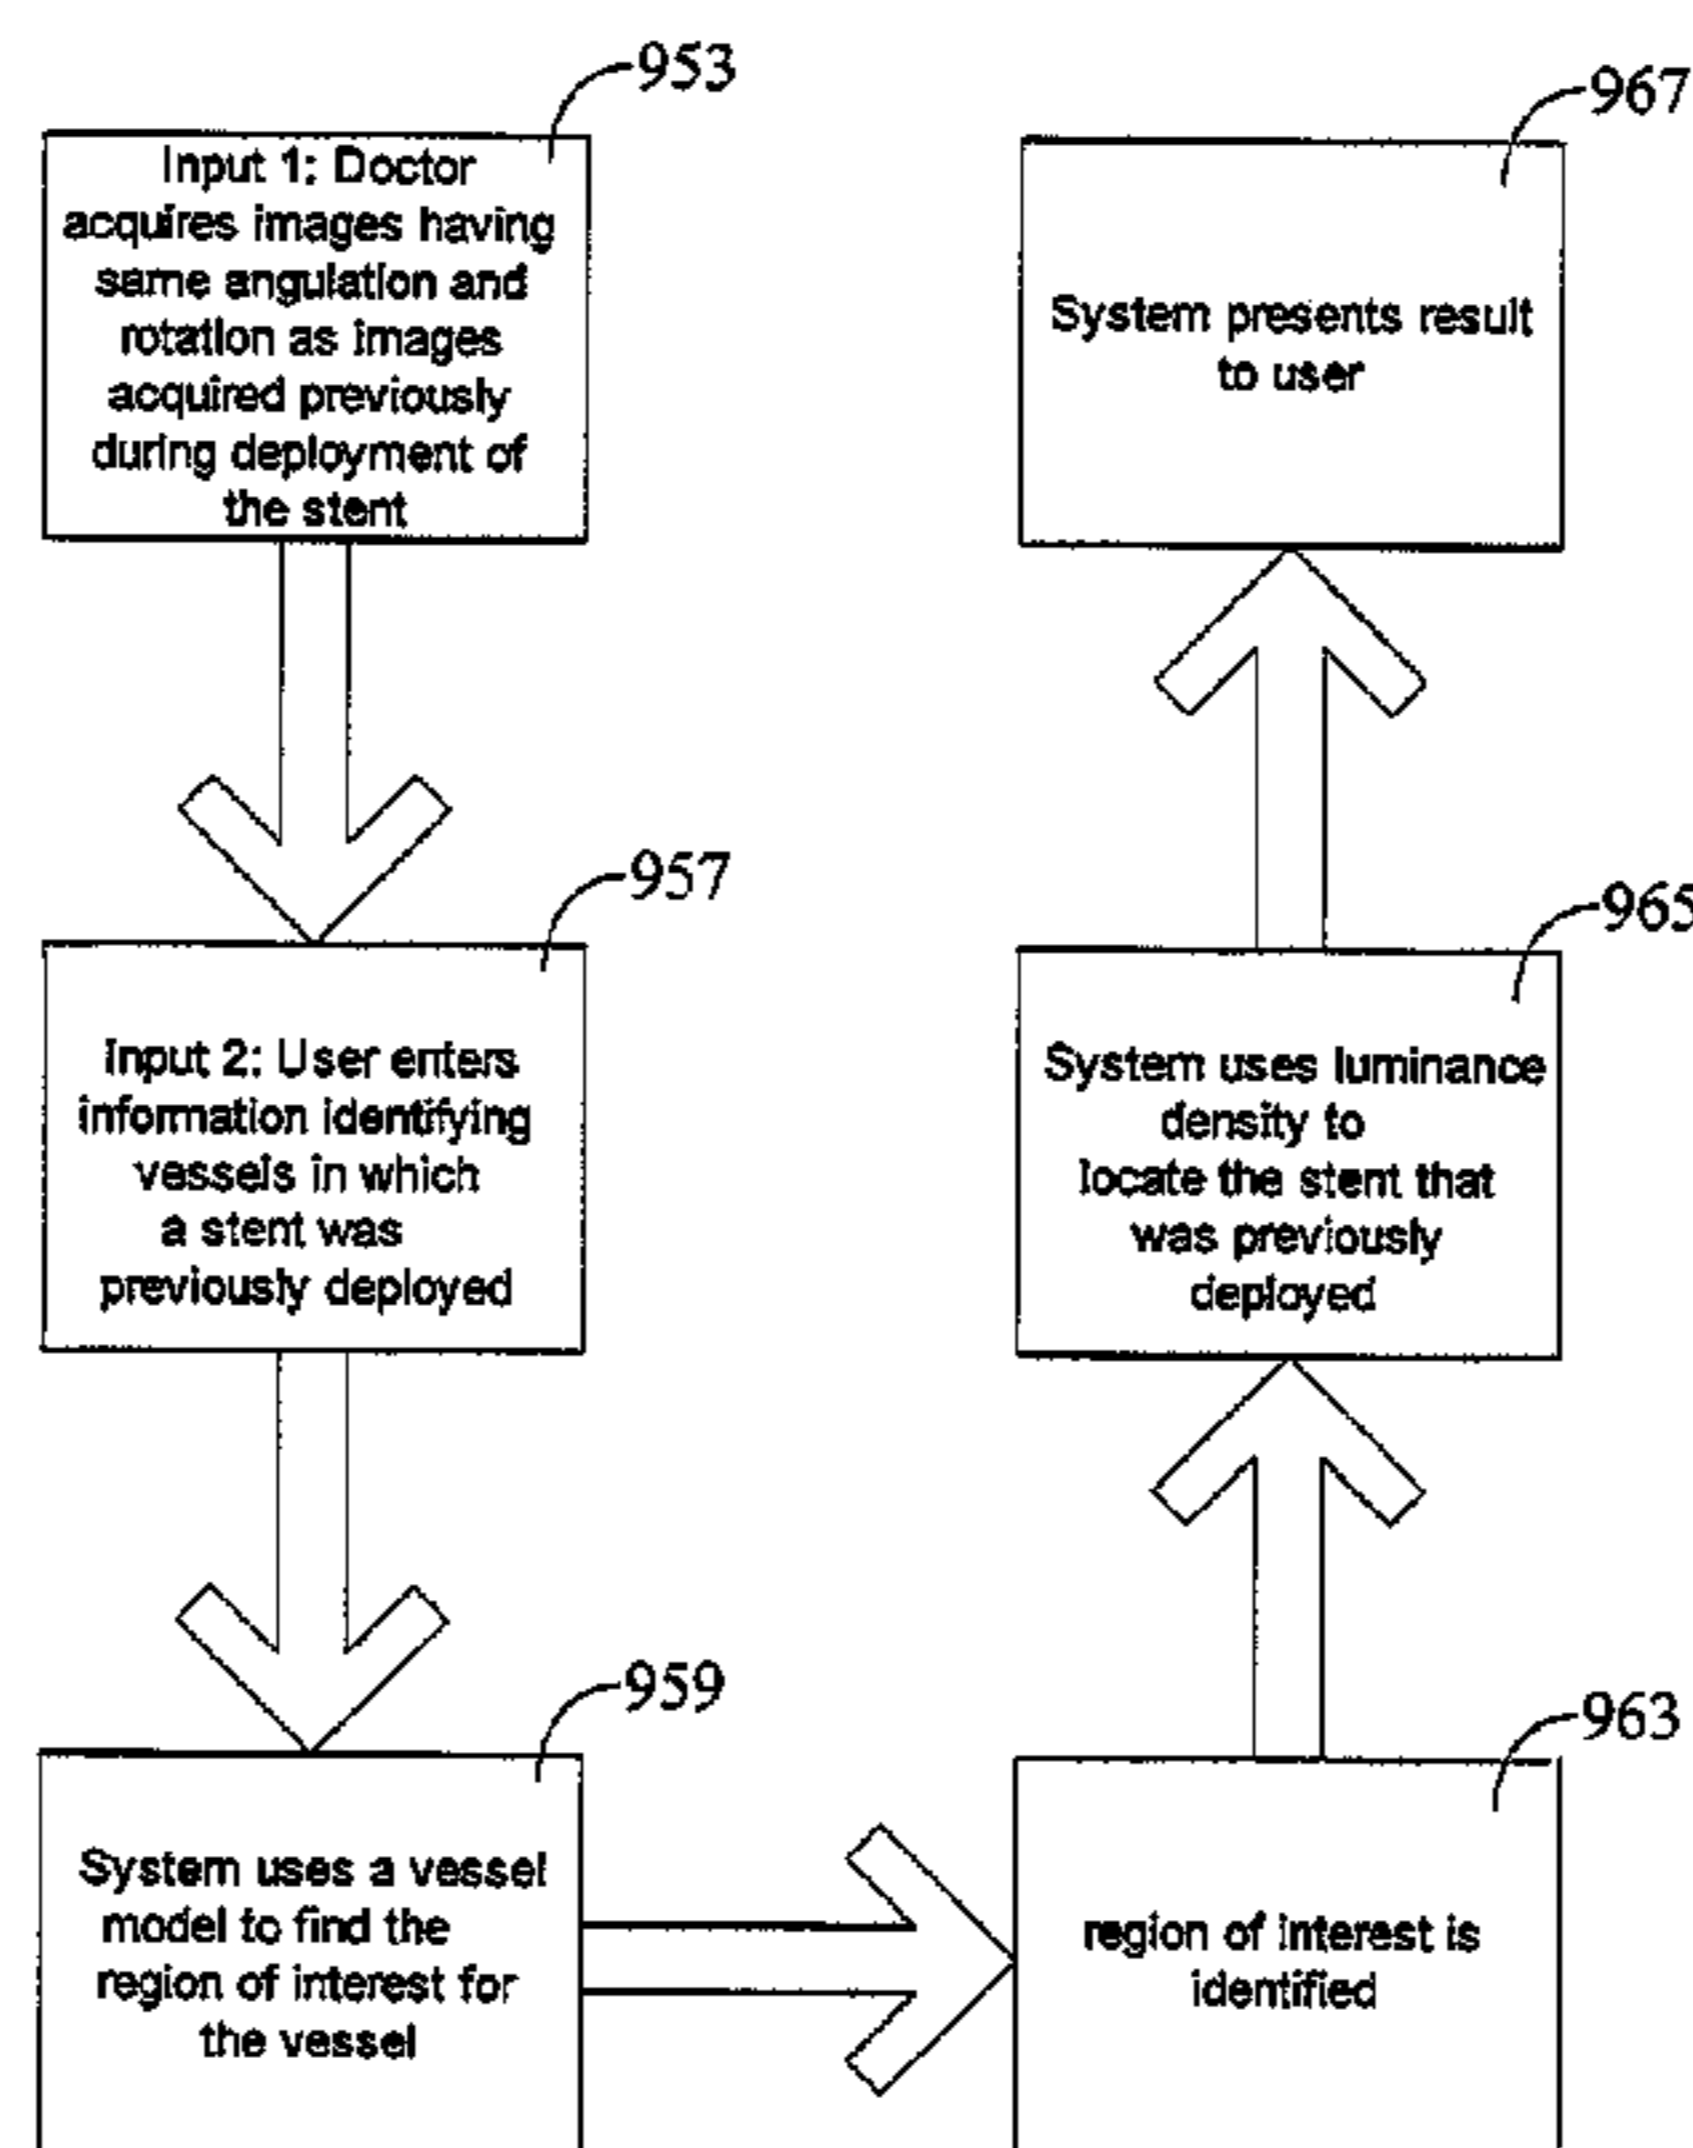 953
Input 1: Doctor
acquires images having
same angulation and
rotation as images
acquired previously
during deployment of
the stent
957
Input 2: User enters
information identifying
vessels in which
a stent was
previously deployed
959
System uses a vessel
model to find the
region of interest for
the vessel
963
region of interest is
identified
965
System uses luminance
density to
locate the stent that
was previously
deployed
967
System presents result
to user